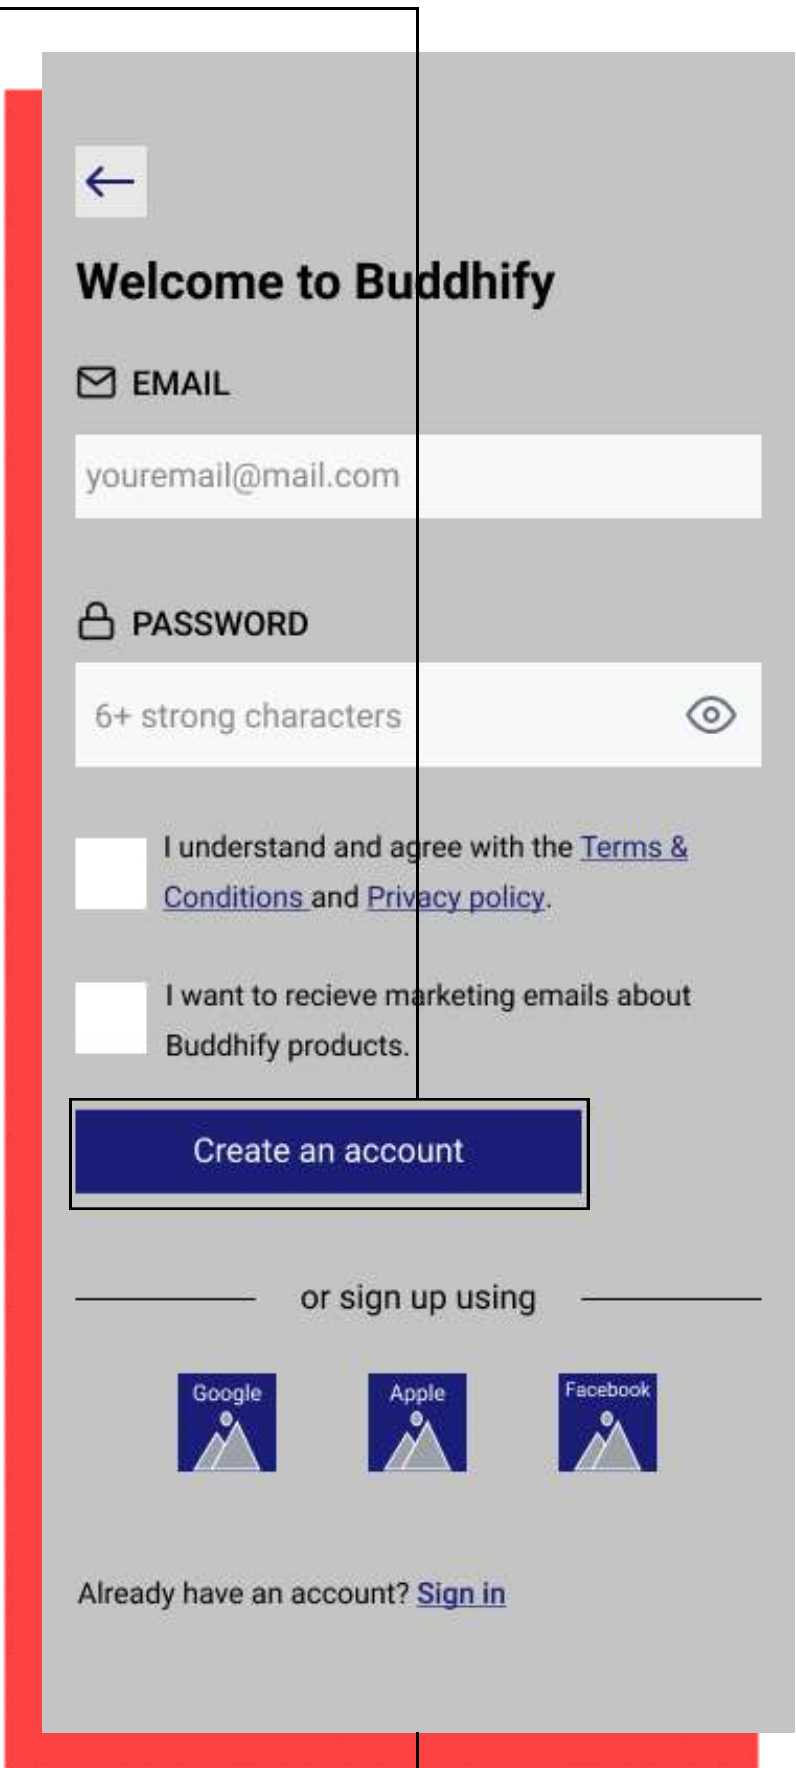 Welcome to Buddhify
EMAIL
youremail@mail.com
PASSWORD
6+ strong characters
I understand and agree with the Terms &
Conditions and Privacy policy.
I want to recieve marketing emails about
Buddhify products.
Create an account
or sign up using
Google
Apple
Facebook
Already have an account? Sign in